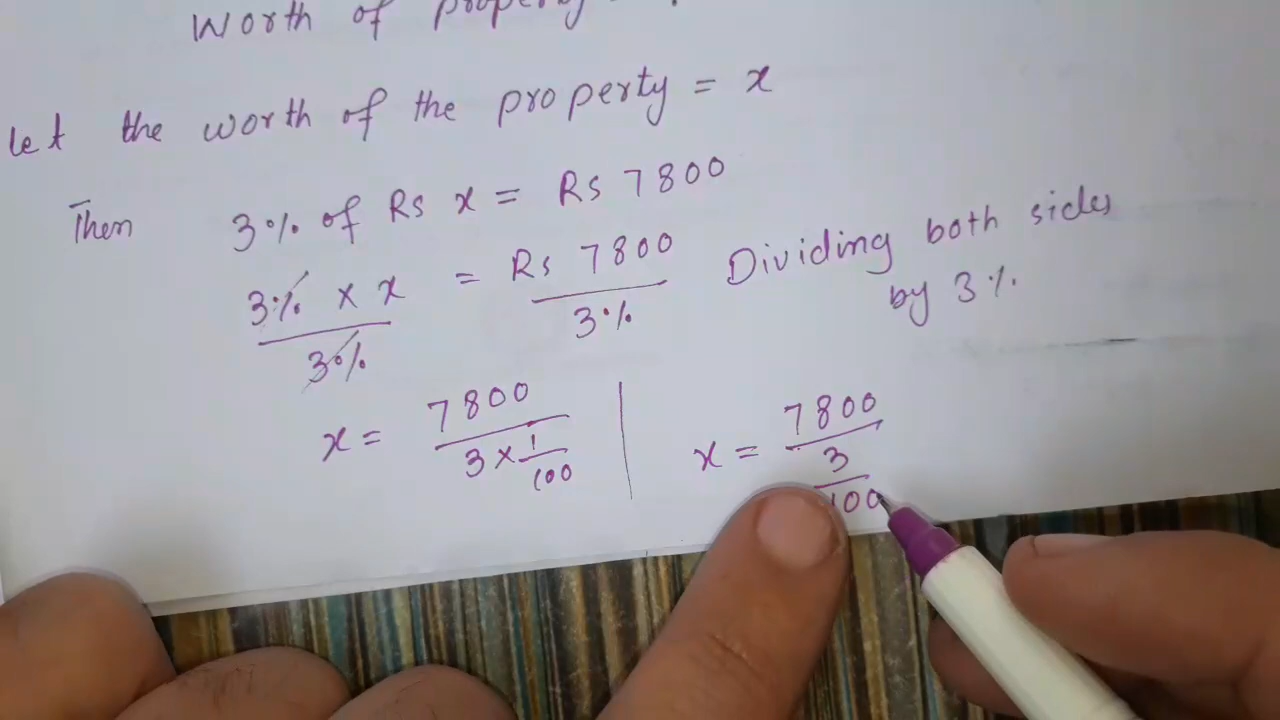 Worth of property
Let the worth of the property = x
Then 3% of Rs x = Rs 7800
3% × x / 3% = Rs 7800 / 3% Dividing both sides
by 3%
x = 7800 / 3 × 1/100 | x = 7800 / 3/100